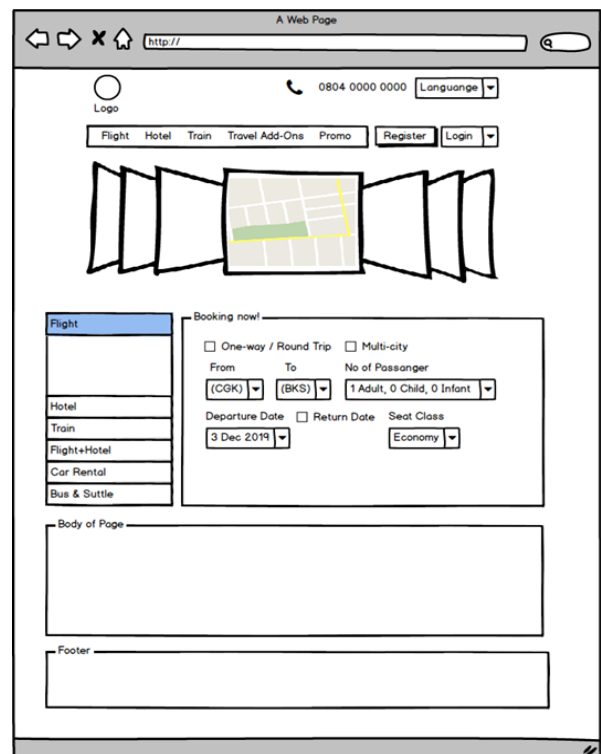 A Web Page
http://
0804 0000 0000 Languange
Logo
Flight Hotel Train Travel Add-Ons Promo Register Login
Flight
Booking now!
One-way / Round Trip Multi-city
From To No of Passanger
(CGK) (BKS) 1 Adult, 0 Child, 0 Infant
Departure Date Return Date Seat Class
3 Dec 2019 Economy
Hotel
Train
Flight+Hotel
Car Rental
Bus & Suttle
Body of Page
Footer